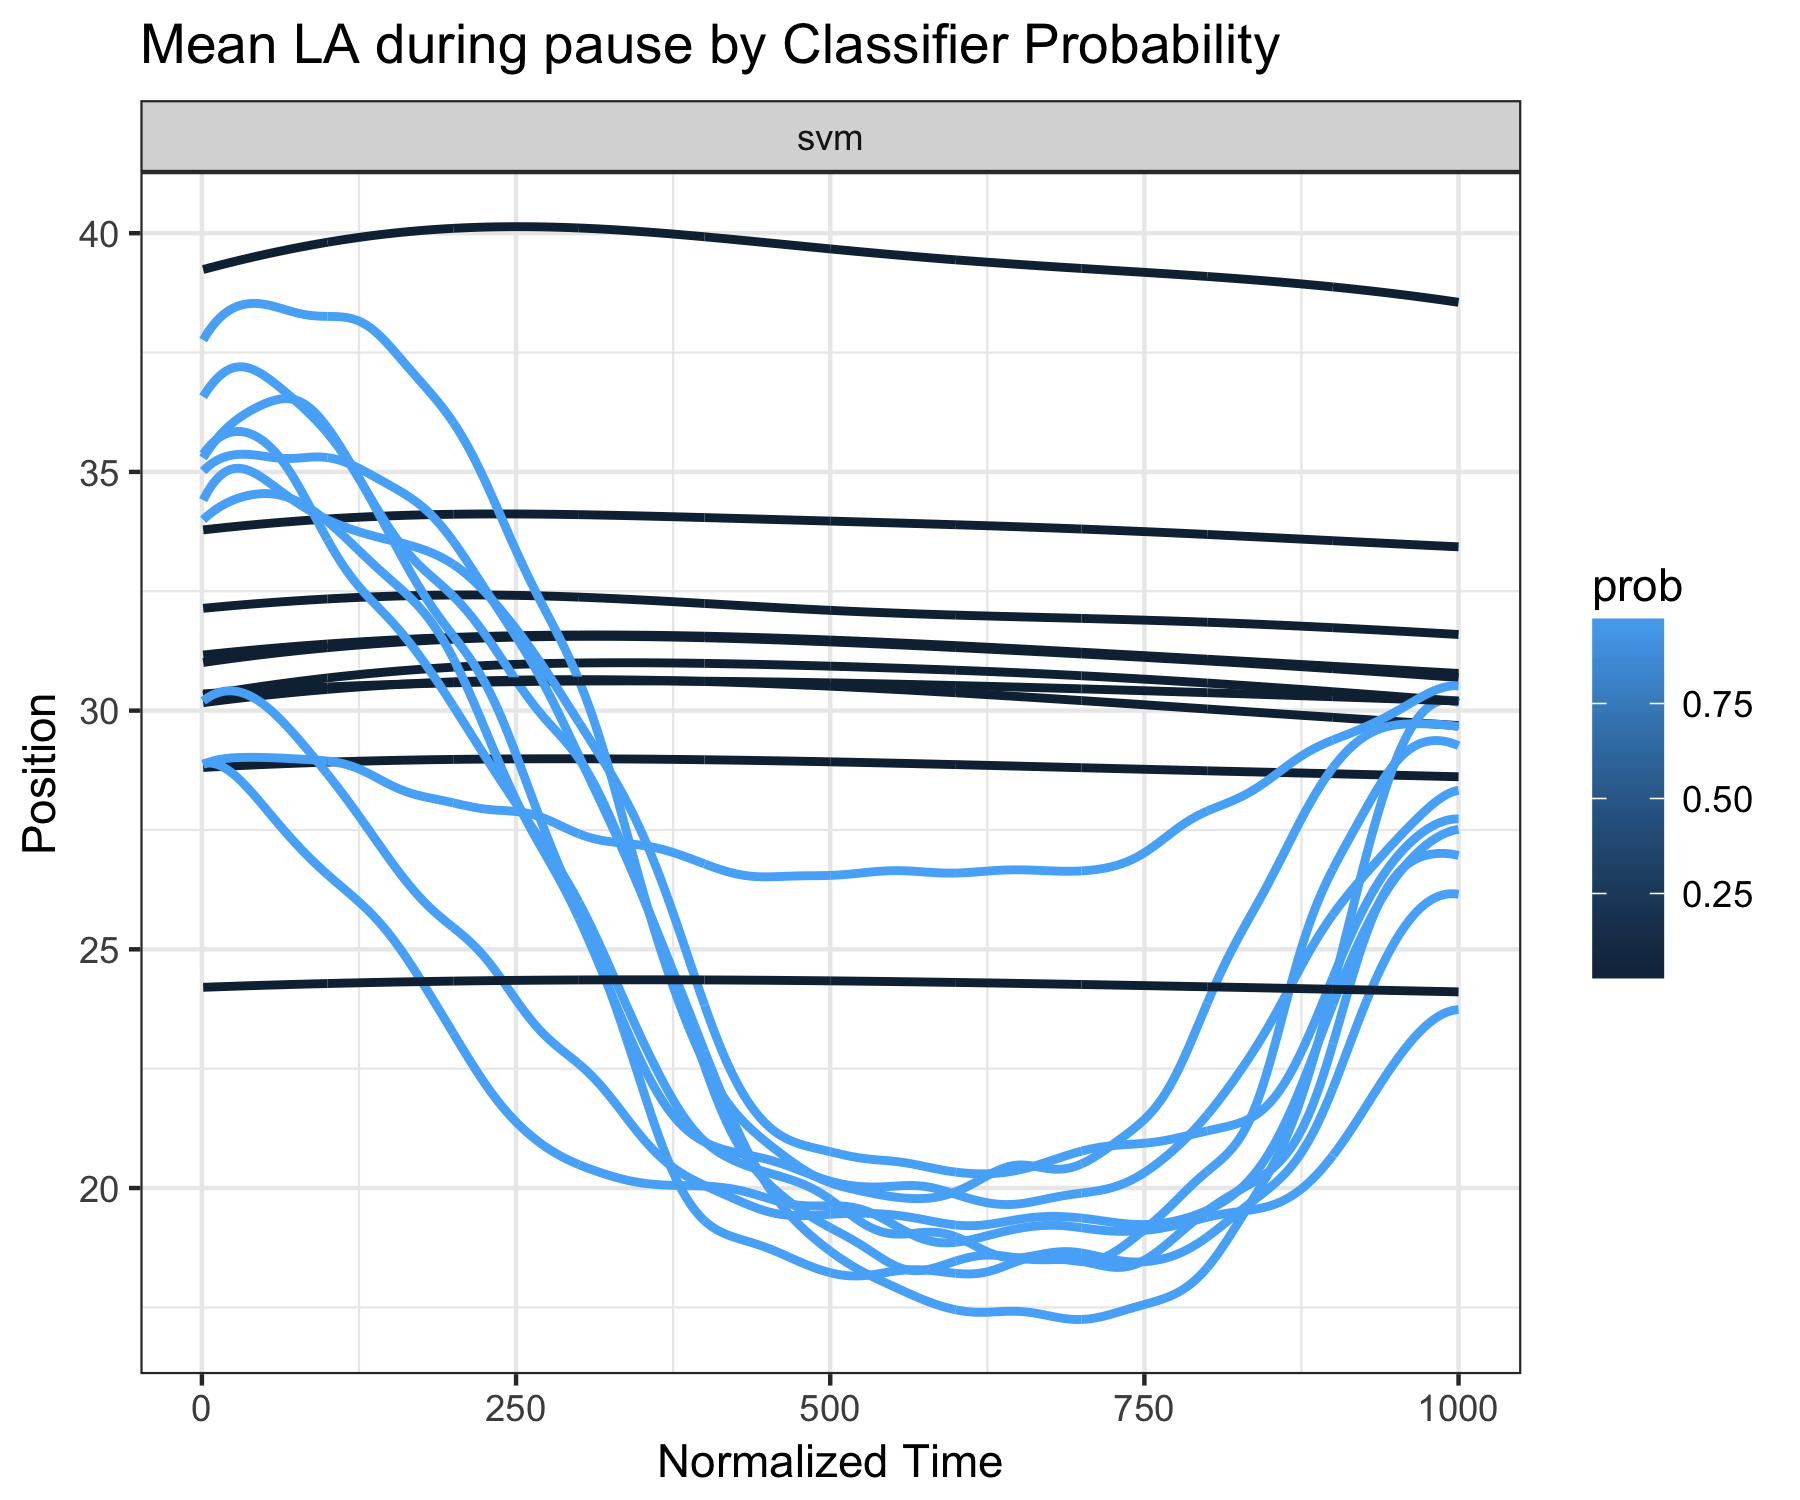 Mean LA during pause by Classifier Probability
svm
40
35
30
25
20
Position
0 250 500 750 1000
Normalized Time
prob
0.75
0.50
0.25